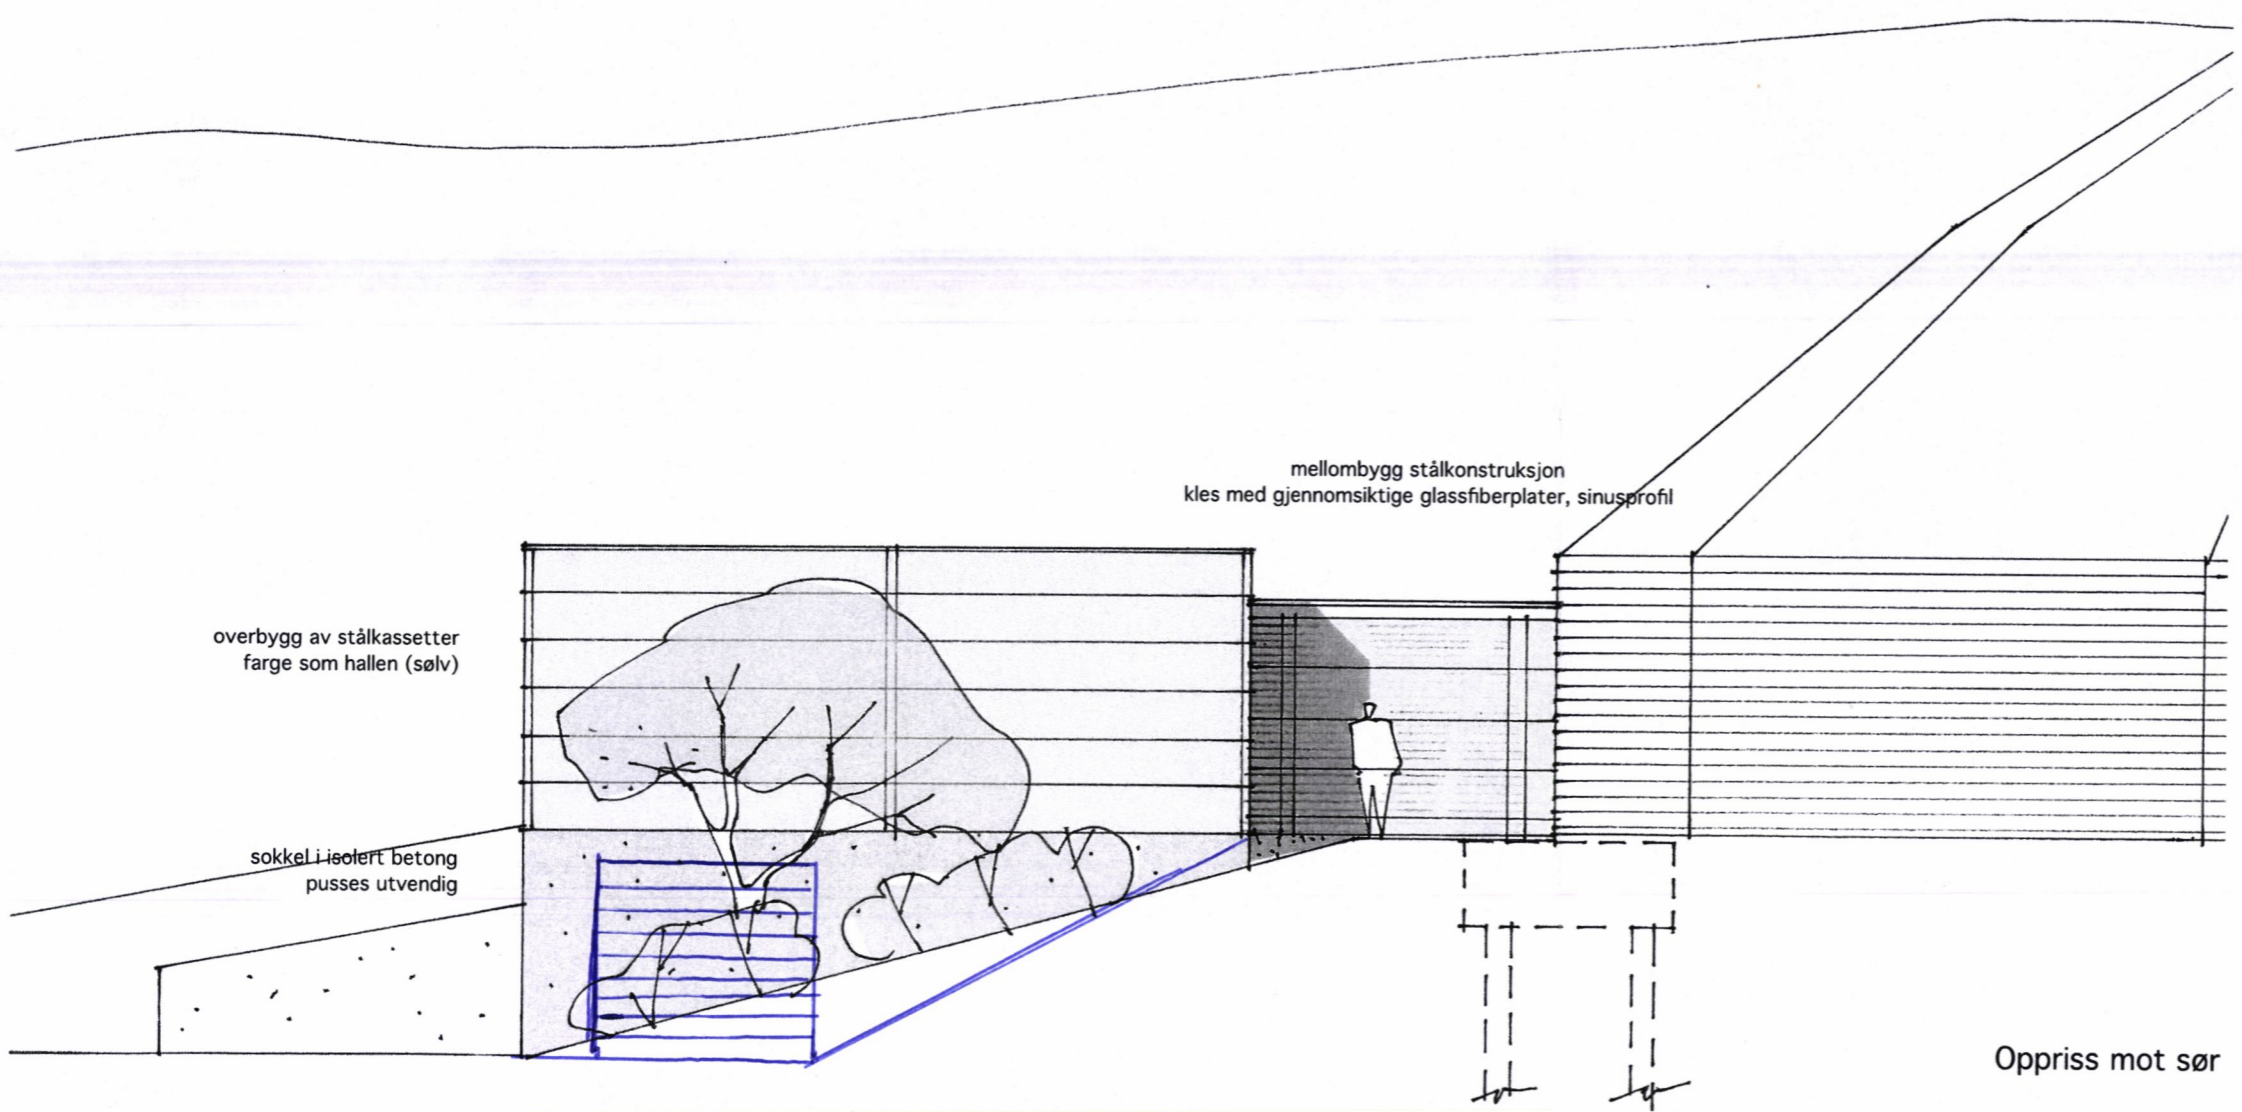 mellombygg stålkonstruksjon
kles med gjennomsiktige glassfiberplater, sinusprofil
overbygg av stålkassetter
farge som hallen (sølv)
sokkel i isolert betong
pusses utvendig
Oppriss mot sør